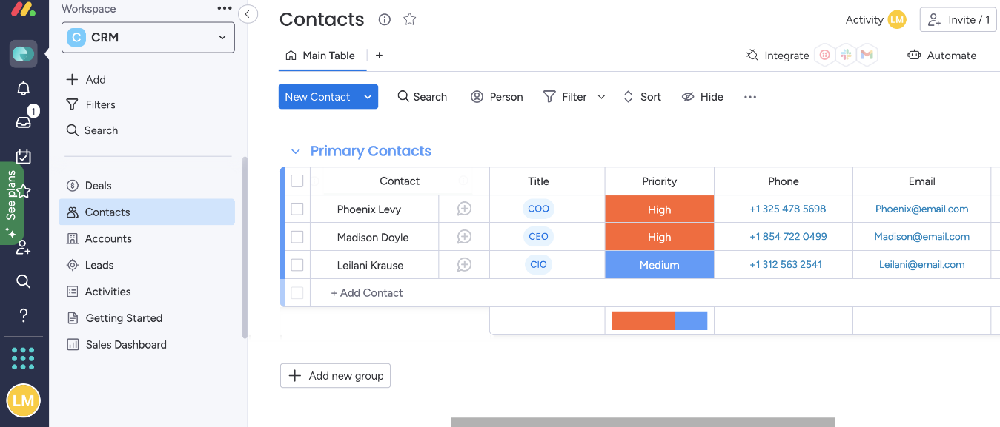 Workspace
C CRM
Add
Filters
Search
Deals
Contacts
Accounts
Leads
Activities
Getting Started
Sales Dashboard
1
See plans
?
LM
Contacts
Activity LM
Invite / 1
Main Table
+
Integrate
Automate
New Contact
Search
Person
Filter
Sort
Hide
Primary Contacts
Contact Title Priority Phone Email
Phoenix Levy COO High +1 325 478 5698 Phoenix@email.com
Madison Doyle CEO High +1 854 722 0499 Madison@email.com
Leilani Krause CIO Medium +1 312 563 2541 Leilani@email.com
+ Add Contact
Add new group